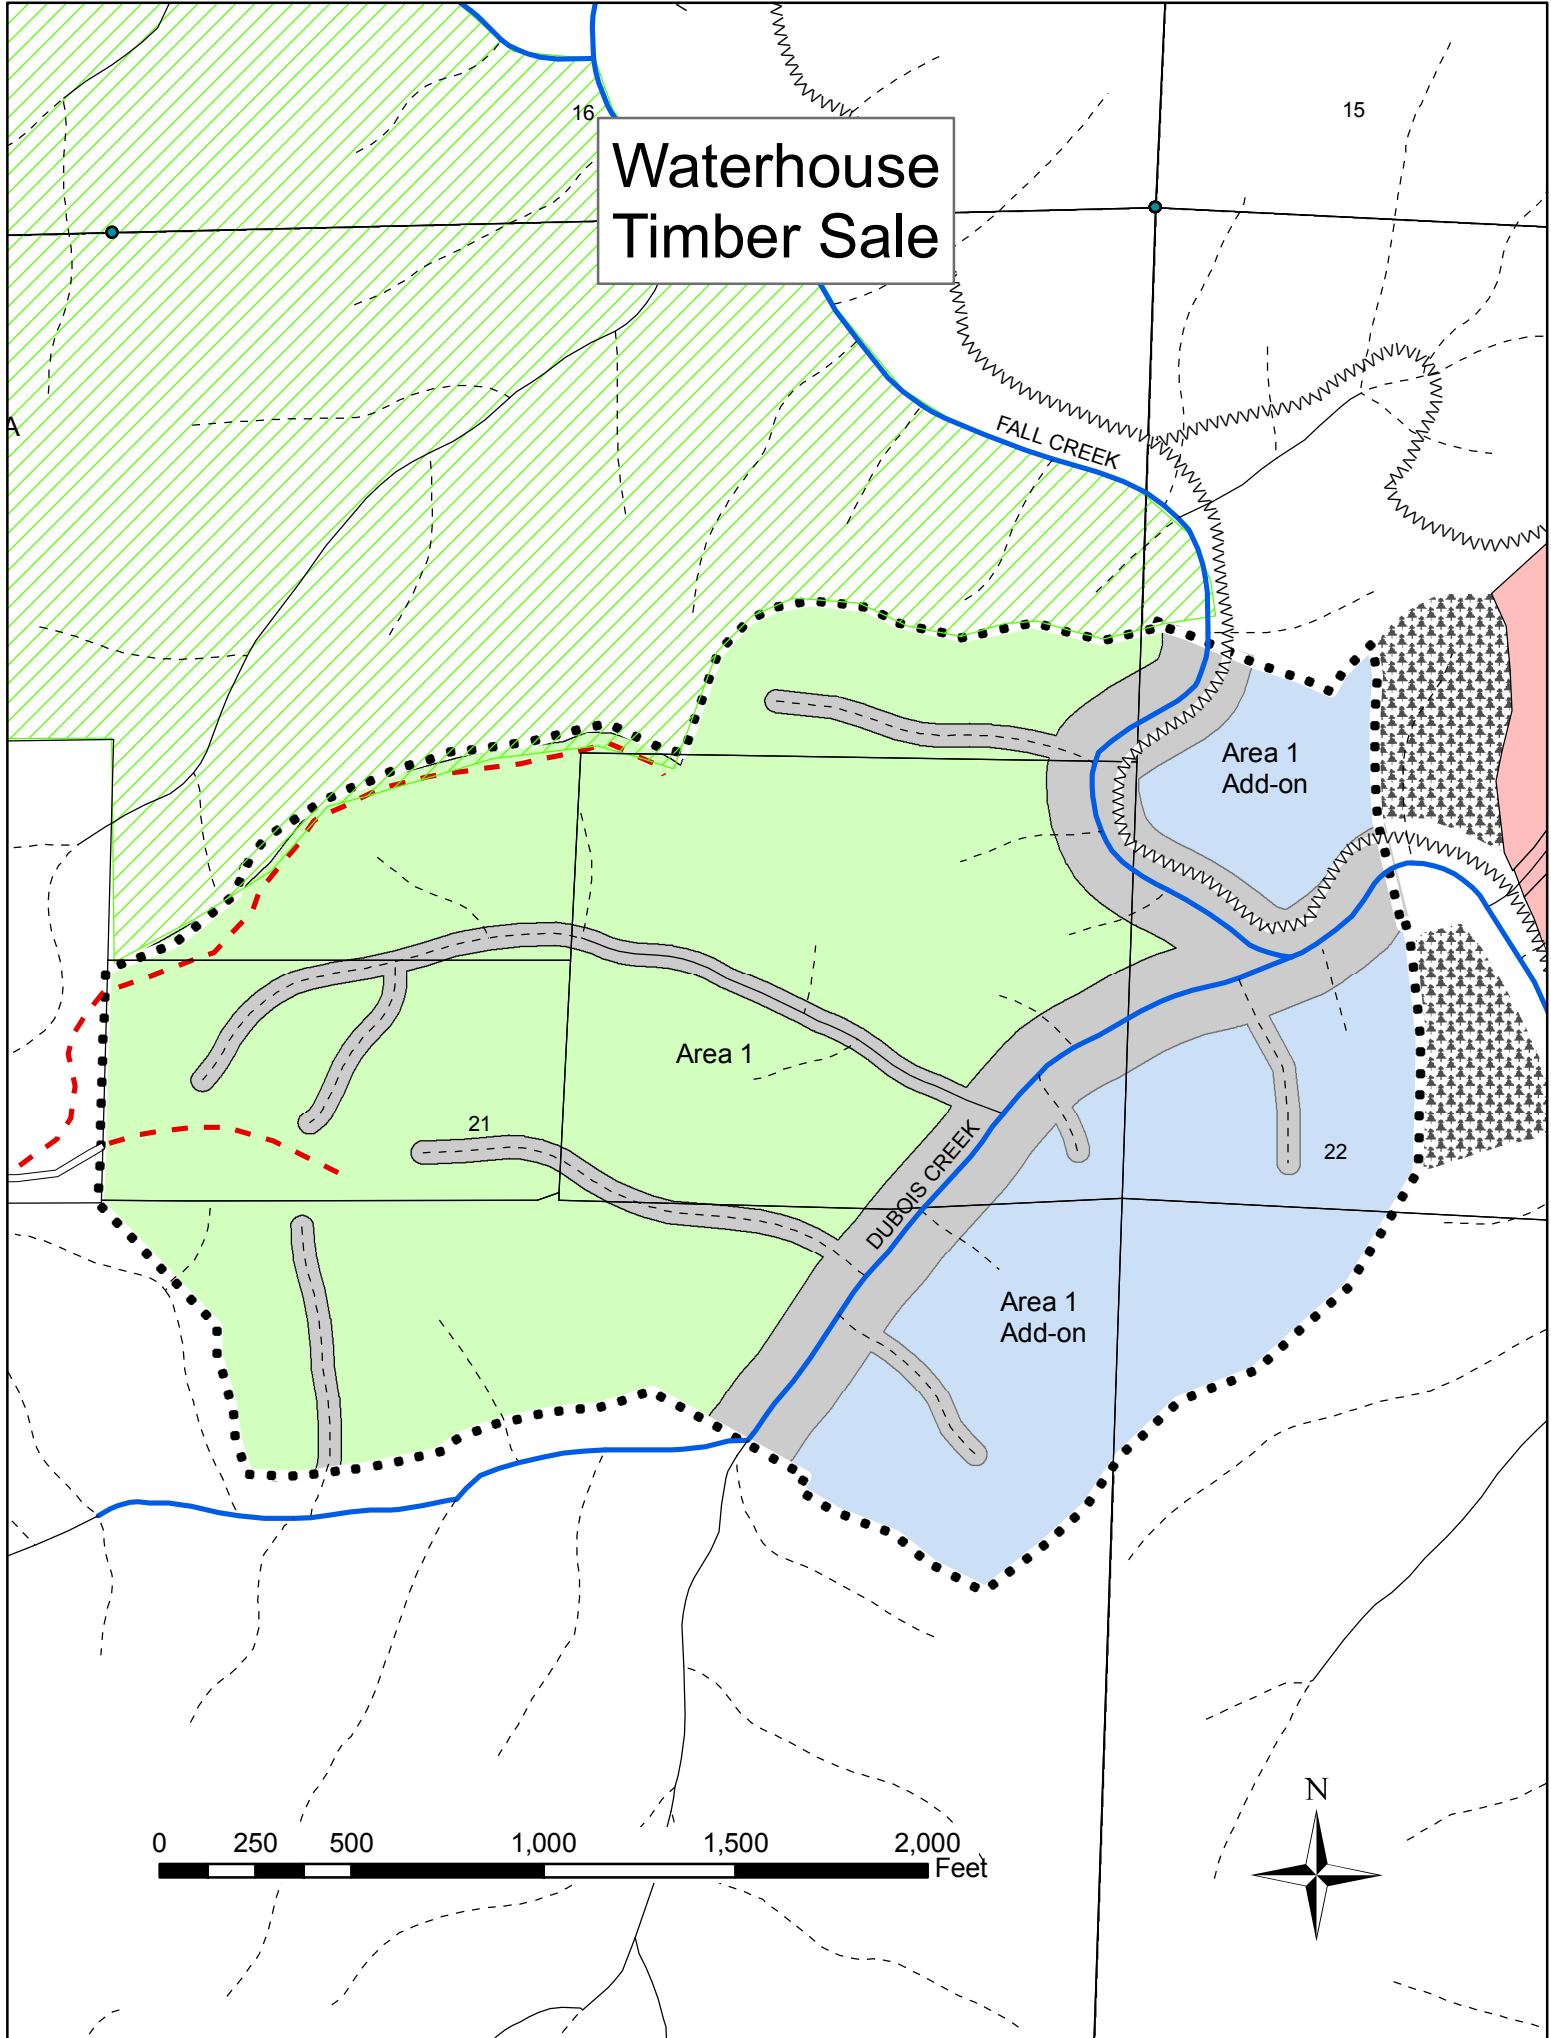 16
15
Waterhouse
Timber Sale
A
FALL CREEK
Area 1
Add-on
Area 1
21
22
DUBOIS CREEK
Area 1
Add-on
N
0 250 500 1,000 1,500 2,000
Feet